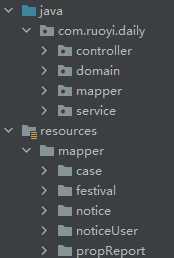 java
com.ruoyi.daily
controller
domain
mapper
service
resources
mapper
case
festival
notice
noticeUser
propReport